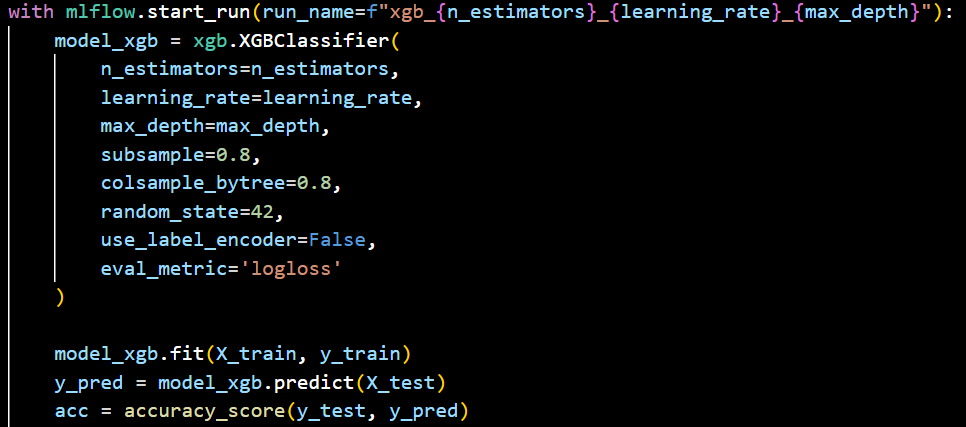 with mlflow.start_run(run_name=f"xgb_{n_estimators}_{learning_rate}_{max_depth}"):
    model_xgb = xgb.XGBClassifier(
        n_estimators=n_estimators,
        learning_rate=learning_rate,
        max_depth=max_depth,
        subsample=0.8,
        colsample_bytree=0.8,
        random_state=42,
        use_label_encoder=False,
        eval_metric='logloss'
    )

    model_xgb.fit(X_train, y_train)
    y_pred = model_xgb.predict(X_test)
    acc = accuracy_score(y_test, y_pred)